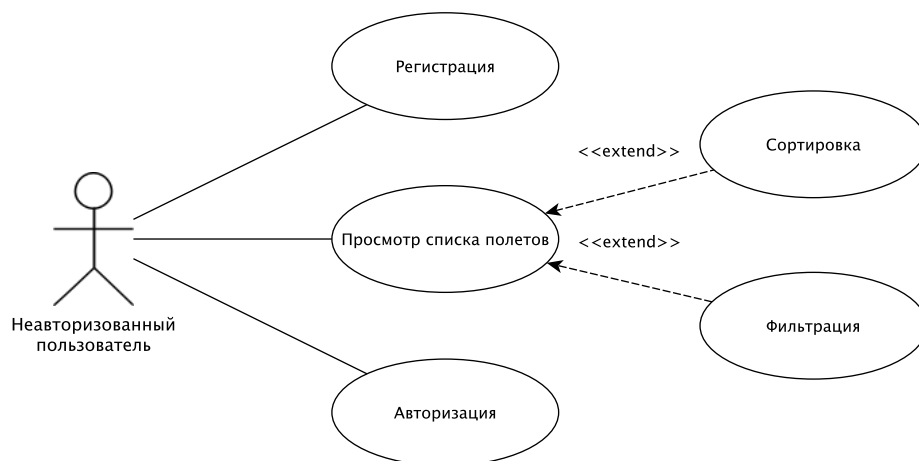 Регистрация
<<extend>>
Сортировка
Просмотр списка полетов
<<extend>>
Неавторизованный
пользователь
Фильтрация
Авторизация